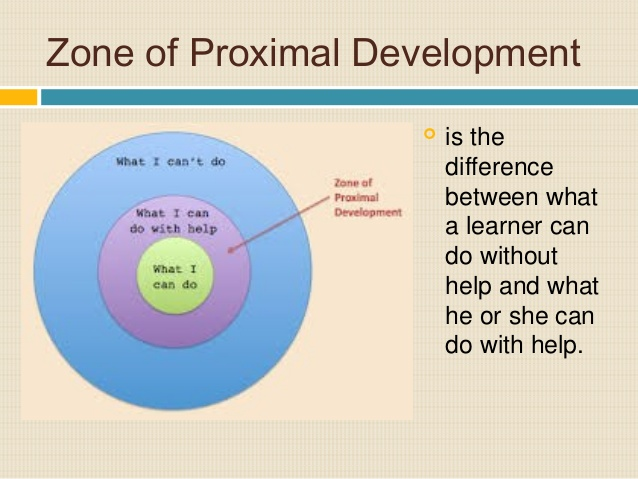 Zone of Proximal Development
What I can't do
What I can
do with help
What I
can do
Zone of
Proximal
Development
is the
difference
between what
a learner can
do without
help and what
he or she can
do with help.